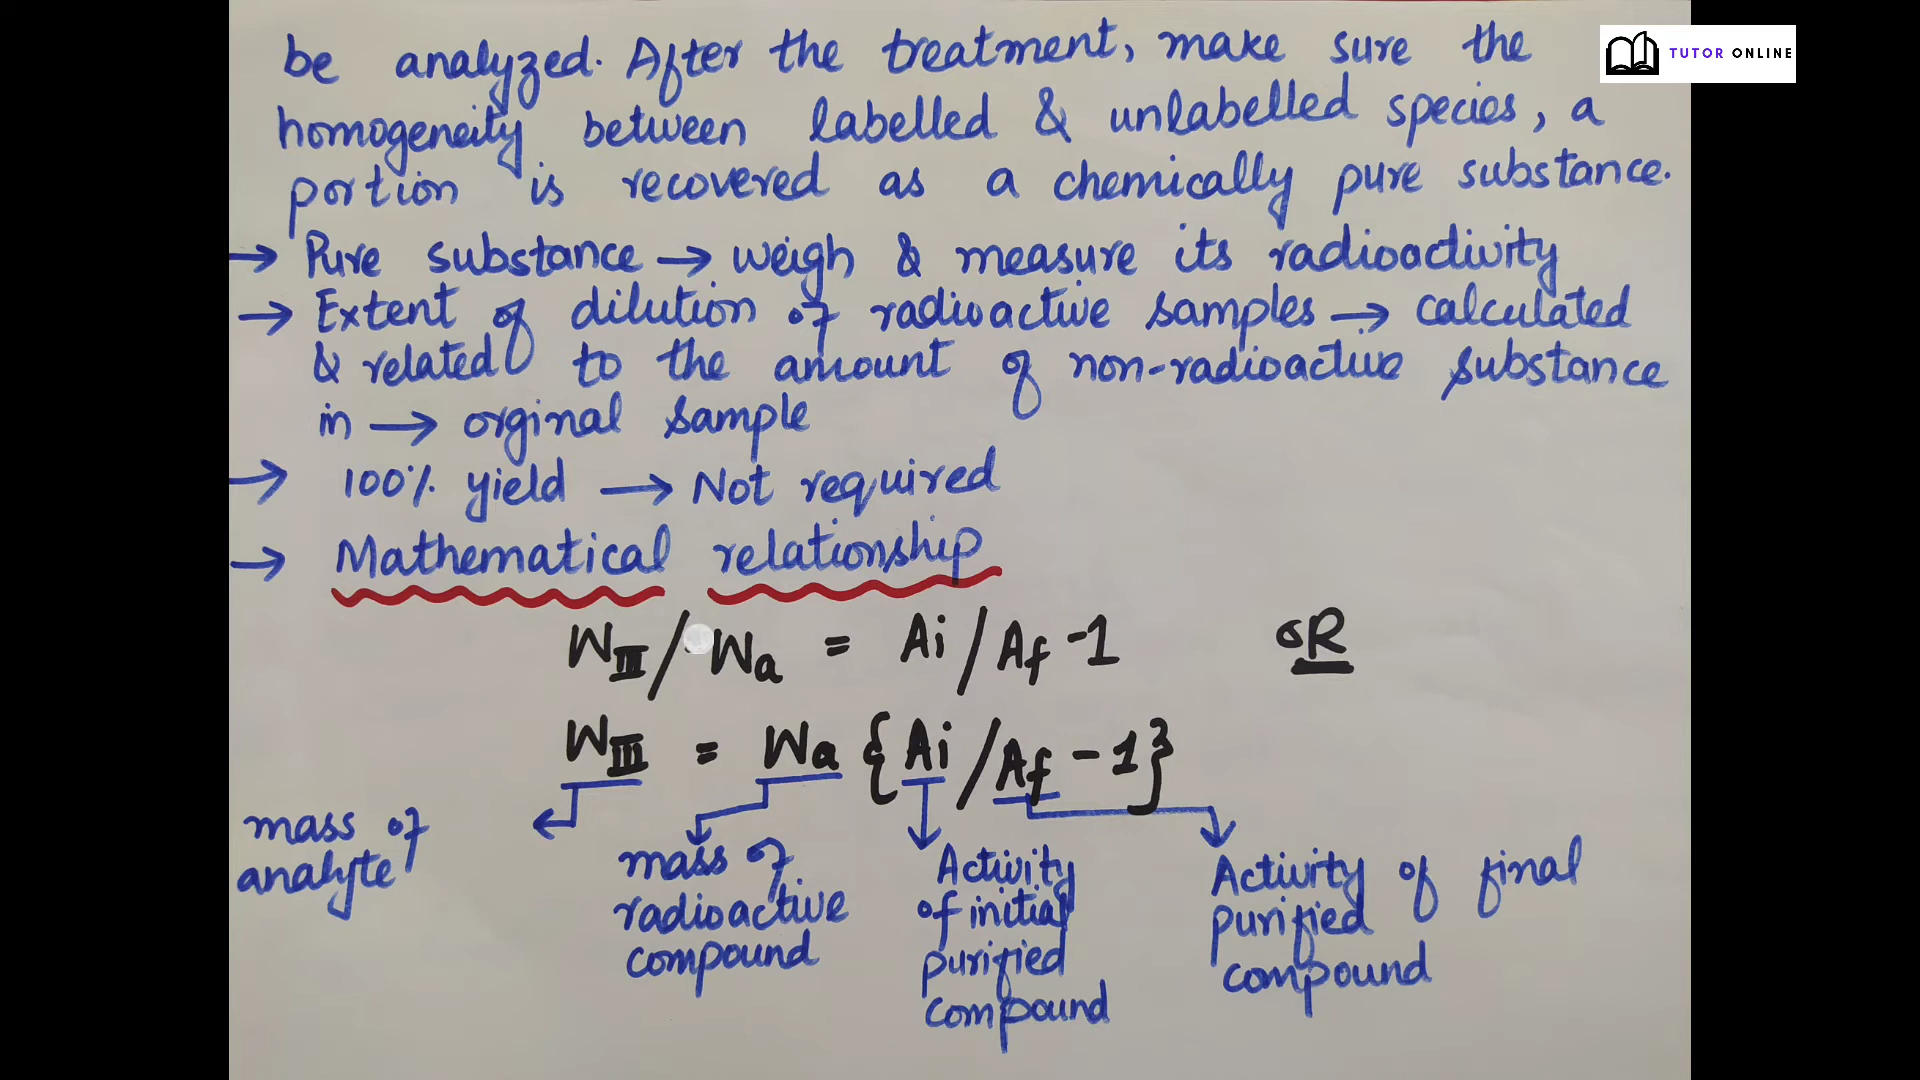 be analyzed. After the treatment, make sure the
TUTOR ONLINE
homogeneity between labelled & unlabelled species, a
portion is recovered as a chemically pure substance.
→ Pure substance → weigh & measure its radioactivity
→ Extent of dilution of radioactive samples → calculated
& related to the amount of non-radioactive substance
in → orginal sample
→ 100% yield → Not required
→ Mathematical relationship
WIII / Wa = Ai / Af - 1 OR
WIII = Wa {Ai / Af - 1}
mass of
analyte
mass of
radioactive
compound
Activity
of initial
purified
compound
Activity of final
purified
compound